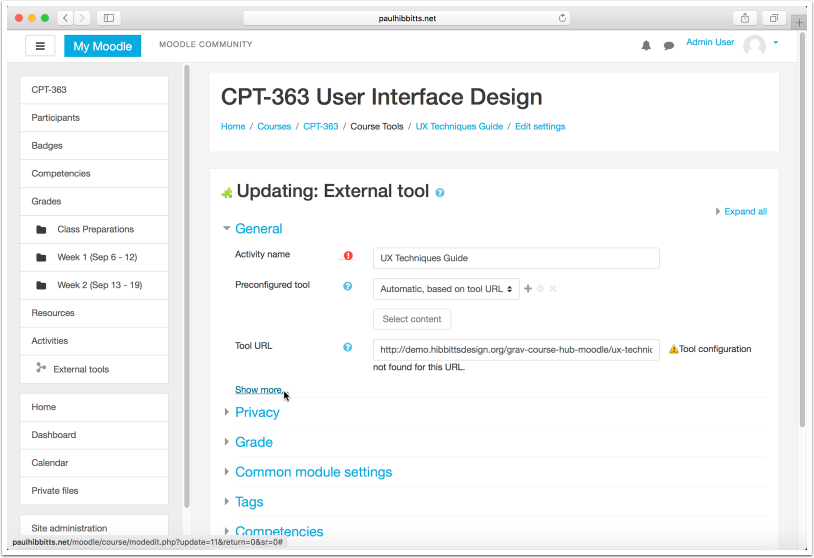 paulhibbitts.net
My Moodle
MOODLE COMMUNITY
Admin User
CPT-363
Participants
Badges
Competencies
Grades
Class Preparations
Week 1 (Sep 6 - 12)
Week 2 (Sep 13 - 19)
Resources
Activities
External tools
Home
Dashboard
Calendar
Private files
Site administration
CPT-363 User Interface Design
Home / Courses / CPT-363 / Course Tools / UX Techniques Guide / Edit settings
Updating: External tool
Expand all
General
Activity name
UX Techniques Guide
Preconfigured tool
Automatic, based on tool URL
Select content
Tool URL
http://demo.hibbittsdesign.org/grav-course-hub-moodle/ux-technic
Tool configuration
not found for this URL.
Show more...
Privacy
Grade
Common module settings
Tags
Competencies
paulhibbitts.net/moodle/course/modedit.php?update=11&return=0&sr=0#